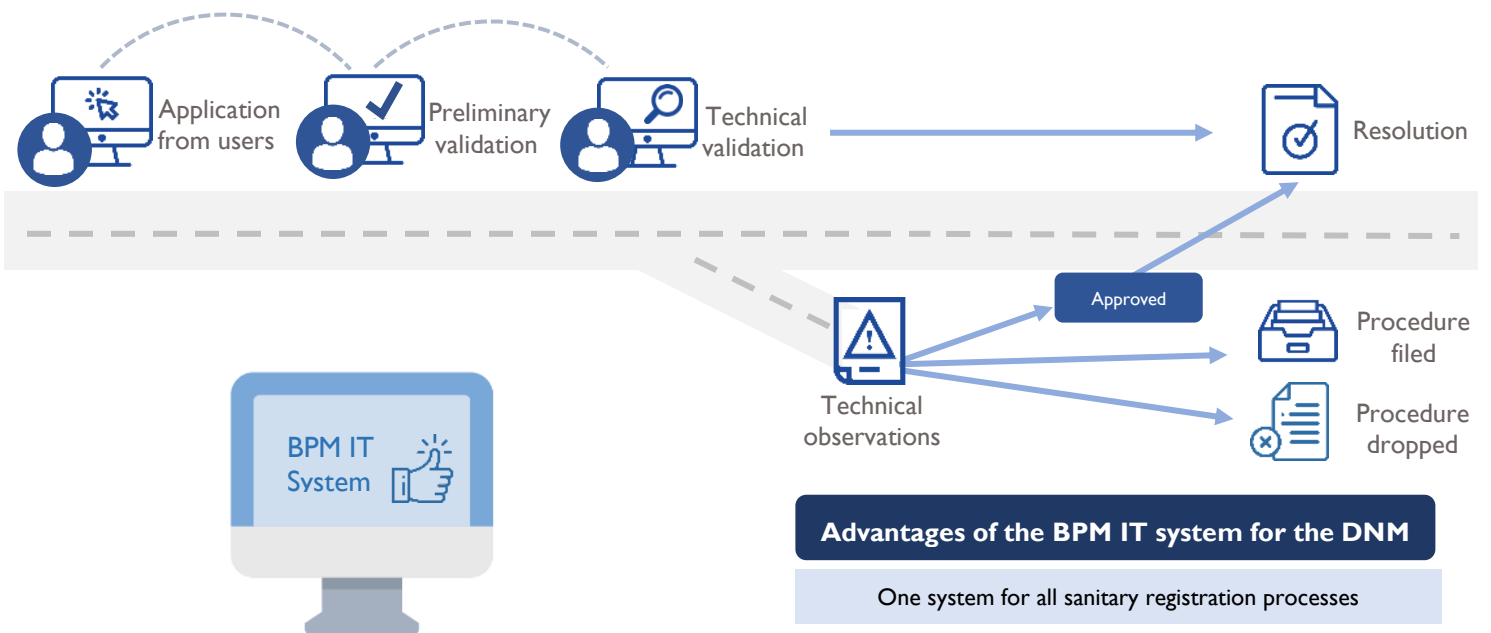 Application
from users
Preliminary
validation
Technical
validation
Resolution
Approved
Procedure
filed
Technical
observations
Procedure
dropped
BPM IT
System
Advantages of the BPM IT system for the DNM
One system for all sanitary registration processes